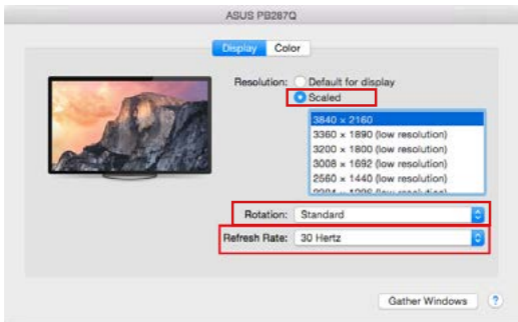 ASUS PB287Q
Display Color
Resolution: Default for display
Scaled
3840 × 2160
3360 × 1890 (low resolution)
3200 × 1800 (low resolution)
3008 × 1692 (low resolution)
2560 × 1440 (low resolution)
Rotation: Standard
Refresh Rate: 30 Hertz
Gather Windows ?